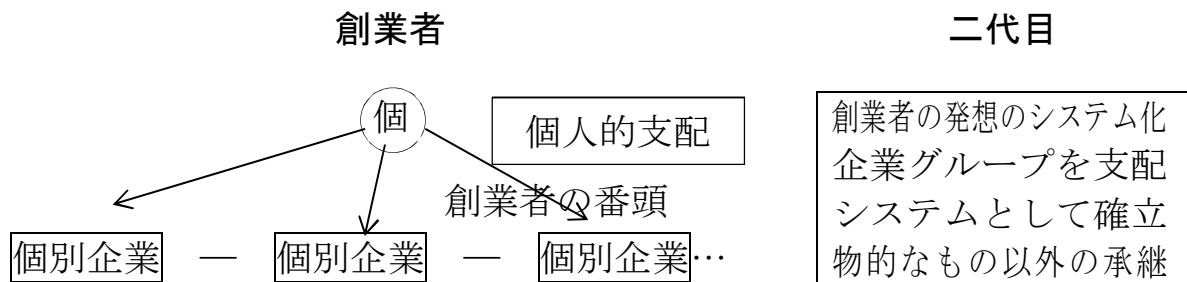 創業者
二代目
個
個人的支配
創業者の番頭
個別企業 ― 個別企業 ― 個別企業…
創業者の発想のシステム化
企業グループを支配
システムとして確立
物的なもの以外の承継